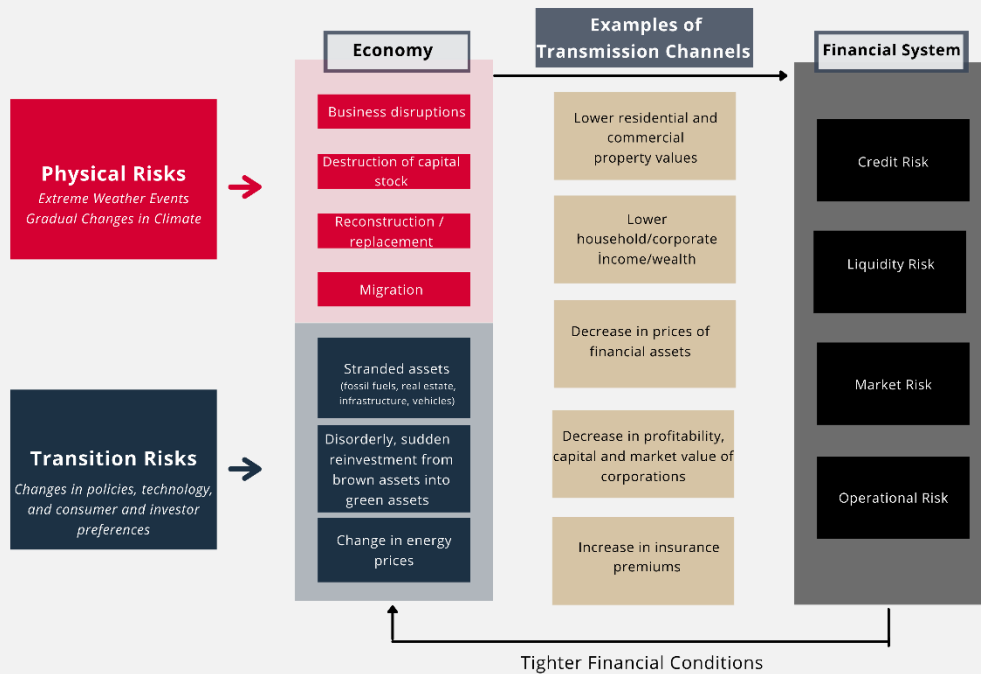 Physical Risks
Extreme Weather Events
Gradual Changes in Climate
Transition Risks
Changes in policies, technology,
and consumer and investor
preferences
Economy
Business disruptions
Destruction of capital
stock
Reconstruction /
replacement
Migration
Stranded assets
(fossil fuels, real estate,
infrastructure, vehicles)
Disorderly, sudden
reinvestment from
brown assets into
green assets
Change in energy
prices
Examples of
Transmission Channels
Lower residential and
commercial
property values
Lower
household/corporate
İncome/wealth
Decrease in prices of
financial assets
Decrease in profitability,
capital and market value of
corporations
Increase in insurance
premiums
Financial System
Credit Risk
Liquidity Risk
Market Risk
Operational Risk
Tighter Financial Conditions